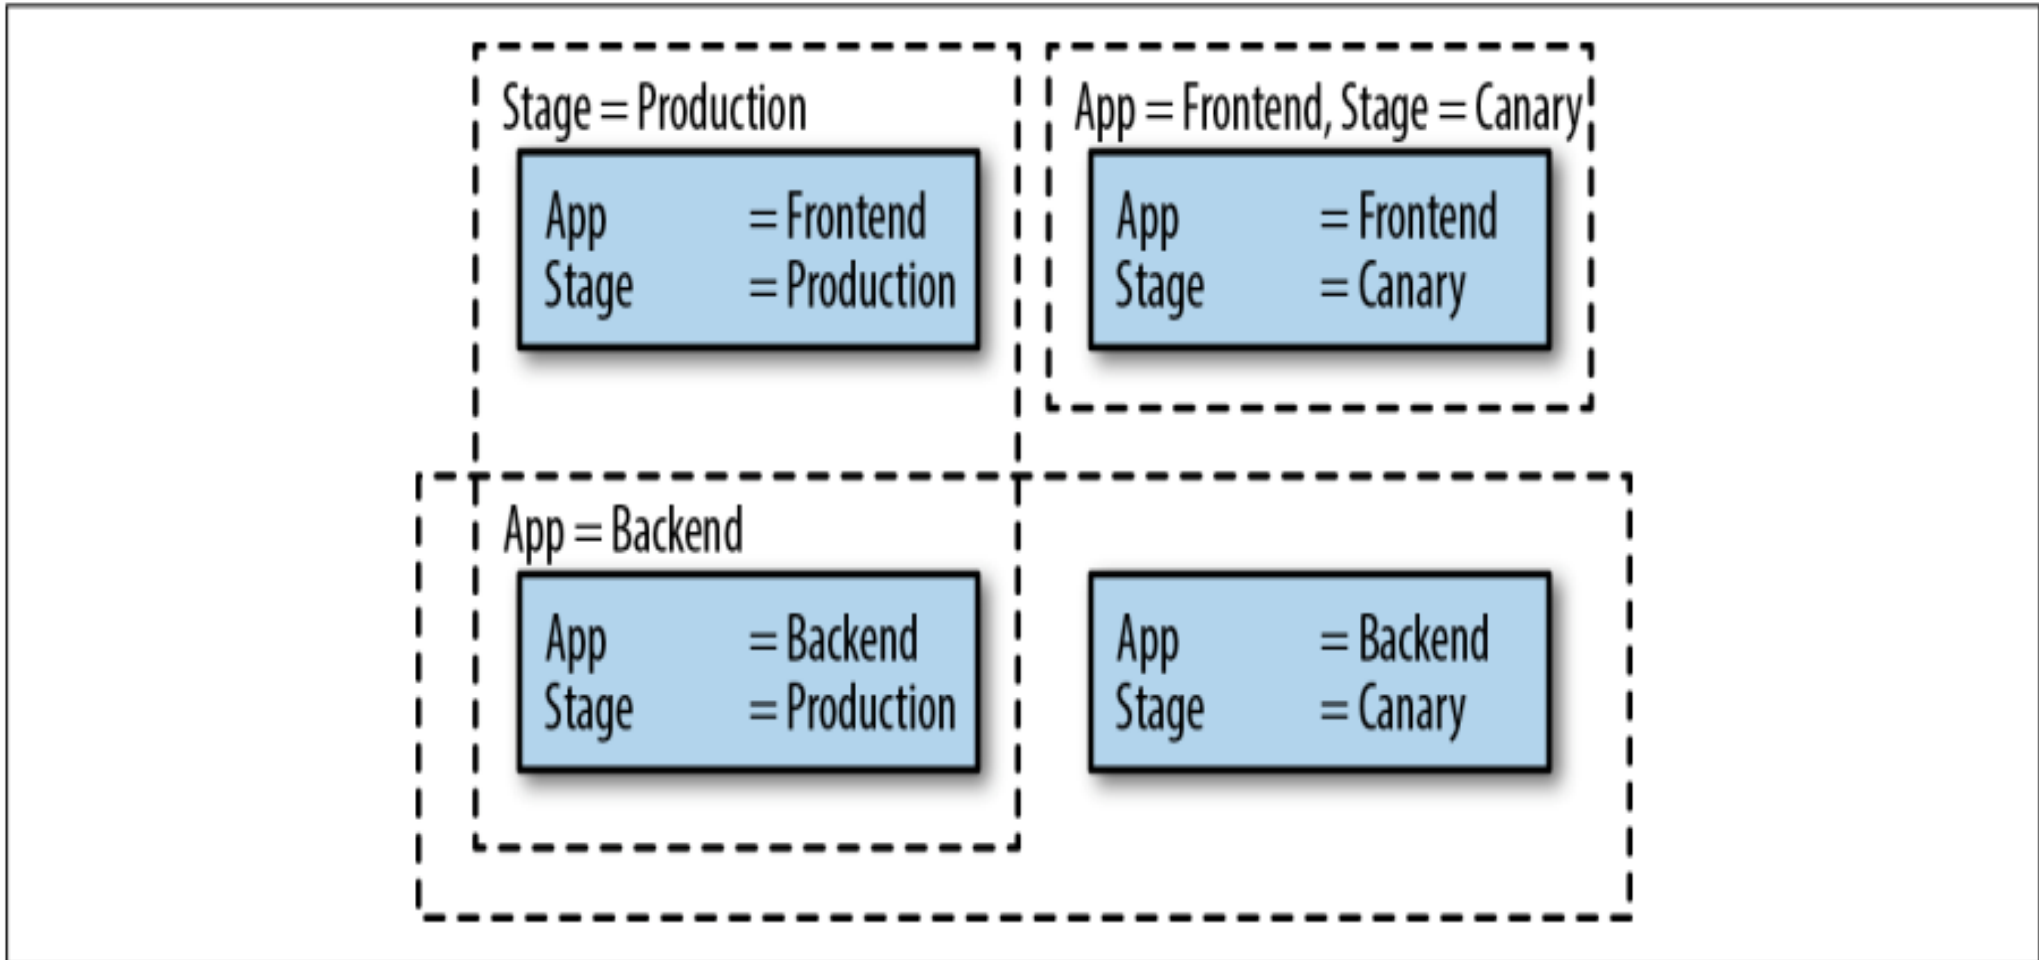 Stage = Production
App = Frontend, Stage = Canary
App = Frontend
Stage = Production
App = Frontend
Stage = Canary
App = Backend
App = Backend
Stage = Production
App = Backend
Stage = Canary